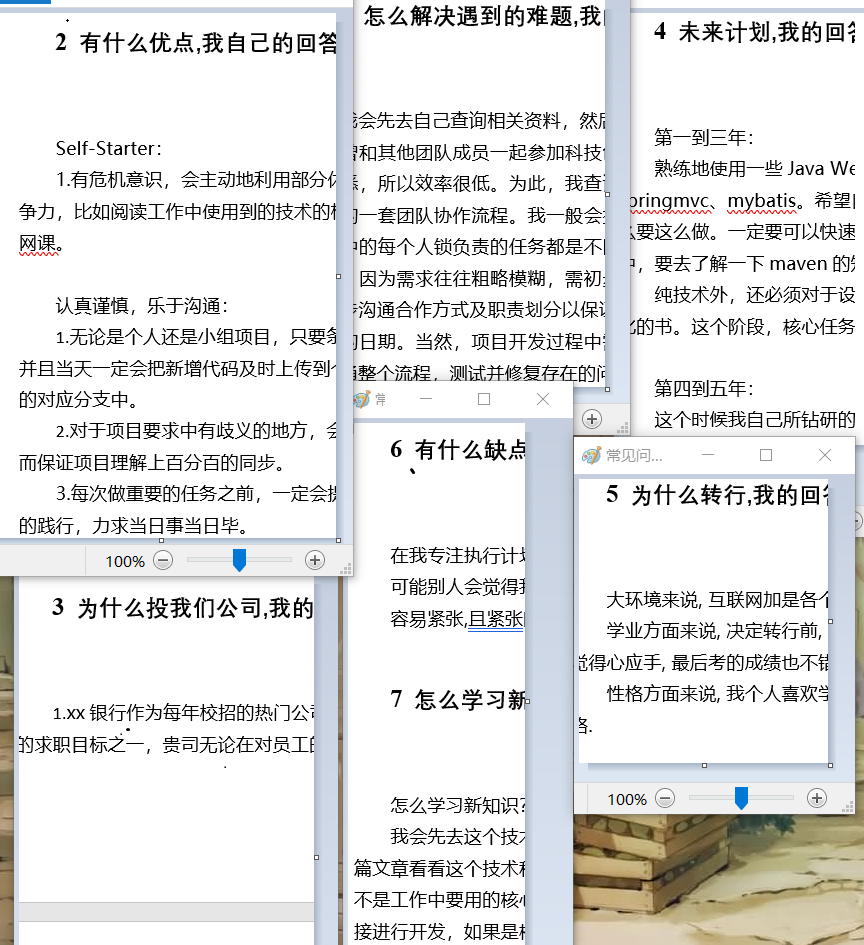 2 有什么优点,我自己的回答
Self-Starter:
1.有危机意识，会主动地利用部分
争力，比如阅读工作中使用到的技术的
网课。
认真谨慎，乐于沟通：
1.无论是个人还是小组项目，只要
并且当天一定会把新增代码及时上传到
的对应分支中。
2.对于项目要求中有歧义的地方，
而保证项目理解上百分百的同步。
3.每次做重要的任务之前，一定会
的践行，力求当日事当日毕。
100%
怎么解决遇到的难题,我
会先去自己查询相关资料，然
和其他团队成员一起参加科技
，所以效率很低。为此，我查
一套团队协作流程。我一般会
中的每个人锁负责的任务都是不
因为需求往往粗略模糊，需初
沟通合作方式及职责划分以保
日期。当然，项目开发过程中
整个流程，测试并修复存在的问
4 未来计划,我的回答
第一到三年：
熟练地使用一些 Java We
pringmvc、mybatis。希望
要这么做。一定要可以快速
，要去了解一下 maven 的
纯技术外，还必须对于设
的书。这个阶段，核心任务
第四到五年：
这个时候我自己所钻研的
3 为什么投我们公司,我的
1.xx 银行作为每年校招的热门公司
的求职目标之一，贵司无论在对员工的
常
6 有什么缺点
在我专注执行计划
可能别人会觉得我
容易紧张,且紧张
7 怎么学习新
怎么学习新知识?
我会先去这个技术
篇文章看看这个技术
不是工作中要用的核心
接进行开发，如果是
常见问...
5 为什么转行,我的回答
大环境来说, 互联网加是各个
学业方面来说, 决定转行前,
觉得心应手, 最后考的成绩也不错
性格方面来说, 我个人喜欢学
格.
100%